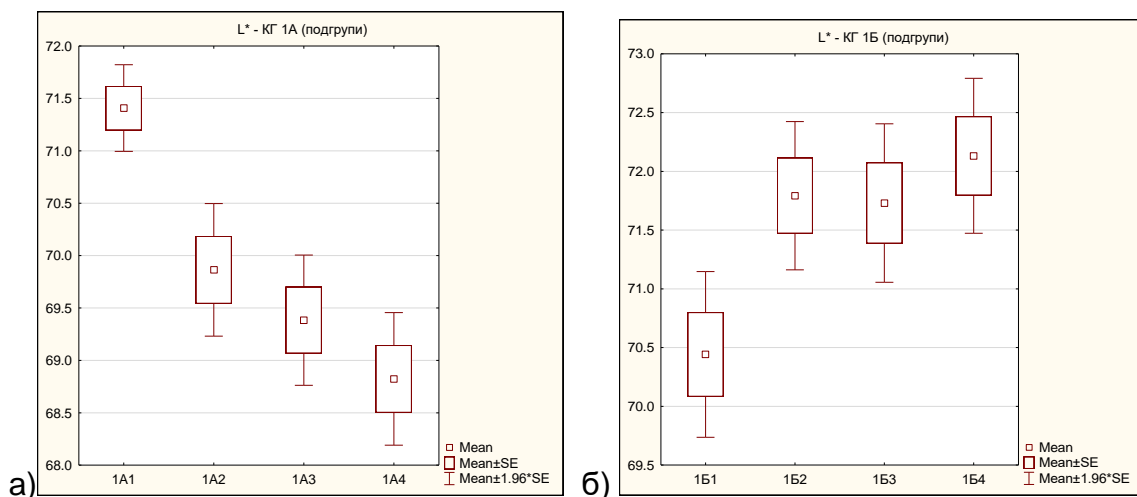 L* - КГ 1А (подгрупи)
72.0
71.5
71.0
70.5
70.0
69.5
69.0
68.5
68.0
1А1 1А2 1А3 1А4
Mean
Mean±SE
Mean±1.96*SE
а)
L* - КГ 1Б (подгрупи)
73.0
72.5
72.0
71.5
71.0
70.5
70.0
69.5
1Б1 1Б2 1Б3 1Б4
Mean
Mean±SE
Mean±1.96*SE
б)